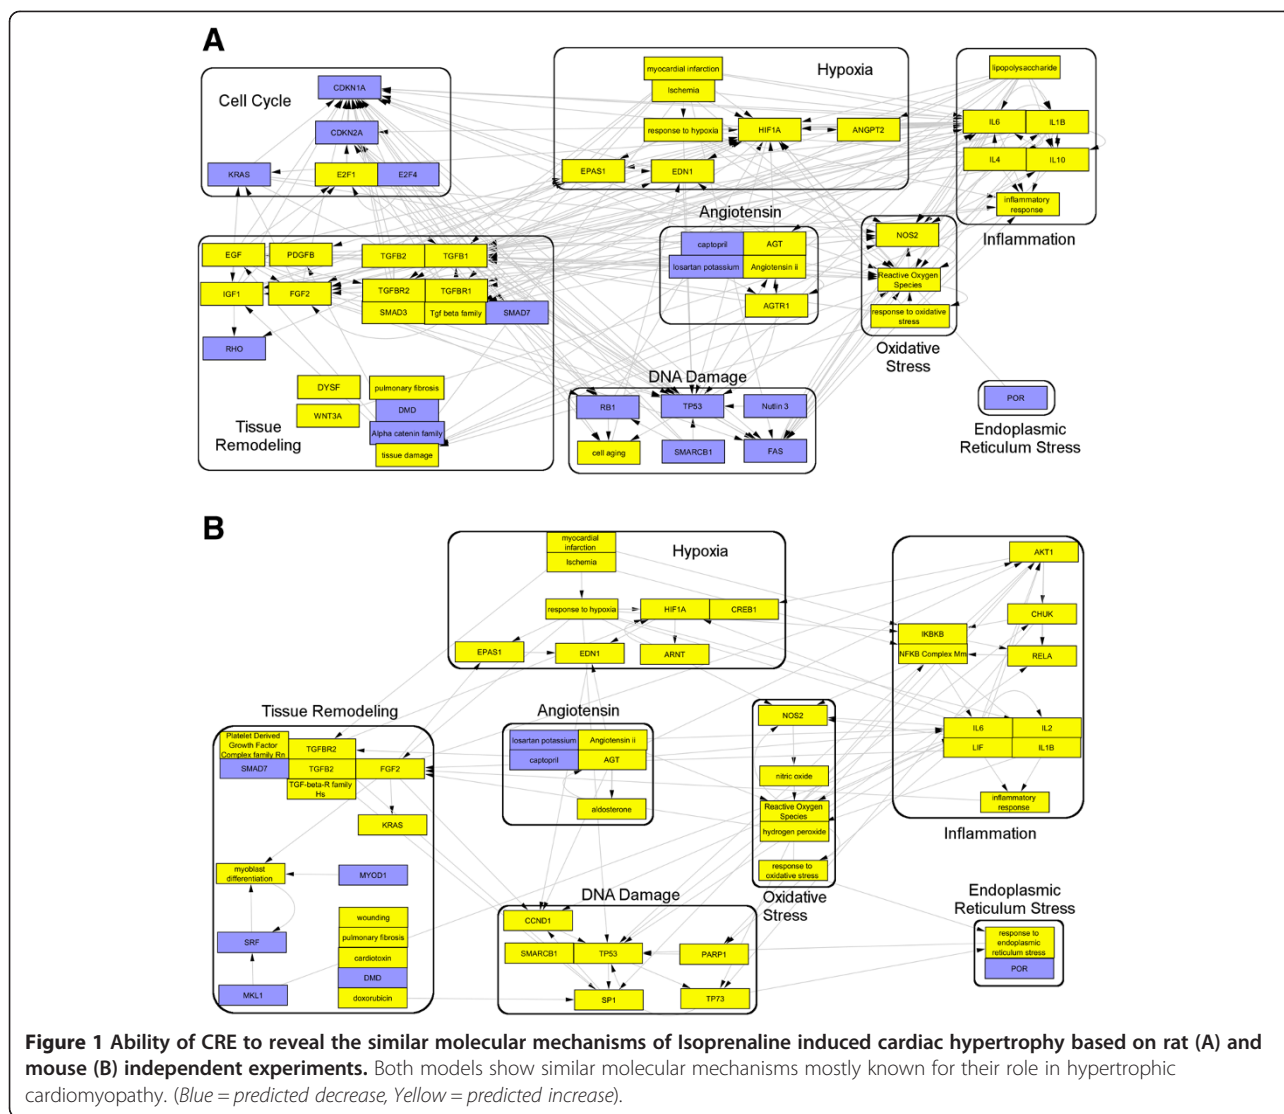 A
Cell Cycle
CDKN1A
CDKN2A
KRAS
E2F1
E2F4
myocardial infarction
Ischemia
Hypoxia
response to hypoxia
HIF1A
ANGPT2
EPAS1
EDN1
lipopolysaccharide
IL6
IL1B
IL4
IL10
inflammatory
response
Inflammation
Angiotensin
captopril
AGT
losartan potassium
Angiotensin ii
AGTR1
NOS2
Reactive Oxygen
Species
response to oxidative
stress
Oxidative
Stress
EGF
PDGFB
TGFB2
TGFB1
IGF1
FGF2
TGFBR2
TGFBR1
SMAD3
Tgf beta family
SMAD7
RHO
DYSF
pulmonary fibrosis
WNT3A
DMD
Alpha catenin family
tissue damage
Tissue
Remodeling
DNA Damage
RB1
TP53
Nutlin 3
cell aging
SMARCB1
FAS
POR
Endoplasmic
Reticulum Stress
B
myocardial
infarction
Ischemia
Hypoxia
response to hypoxia
HIF1A
CREB1
EPAS1
EDN1
ARNT
AKT1
CHUK
IKBKB
NFKB Complex Mm
RELA
IL6
IL2
LIF
IL1B
inflammatory
response
Inflammation
Tissue Remodeling
Platelet Derived
Growth Factor
Complex family Rn
TGFBR2
SMAD7
TGFB2
FGF2
TGF-beta-R family
Hs
KRAS
myoblast
differentiation
MYOD1
wounding
SRF
pulmonary fibrosis
cardiotoxin
DMD
MKL1
doxorubicin
Angiotensin
losartan potassium
Angiotensin ii
captopril
AGT
aldosterone
NOS2
nitric oxide
Reactive Oxygen
Species
hydrogen peroxide
response to
oxidative stress
Oxidative
Stress
DNA Damage
CCND1
SMARCB1
TP53
PARP1
SP1
TP73
Endoplasmic
Reticulum Stress
response to
endoplasmic
reticulum stress
POR
Figure 1 Ability of CRE to reveal the similar molecular mechanisms of Isoprenaline induced cardiac hypertrophy based on rat (A) and
mouse (B) independent experiments. Both models show similar molecular mechanisms mostly known for their role in hypertrophic
cardiomyopathy. (Blue = predicted decrease, Yellow = predicted increase).